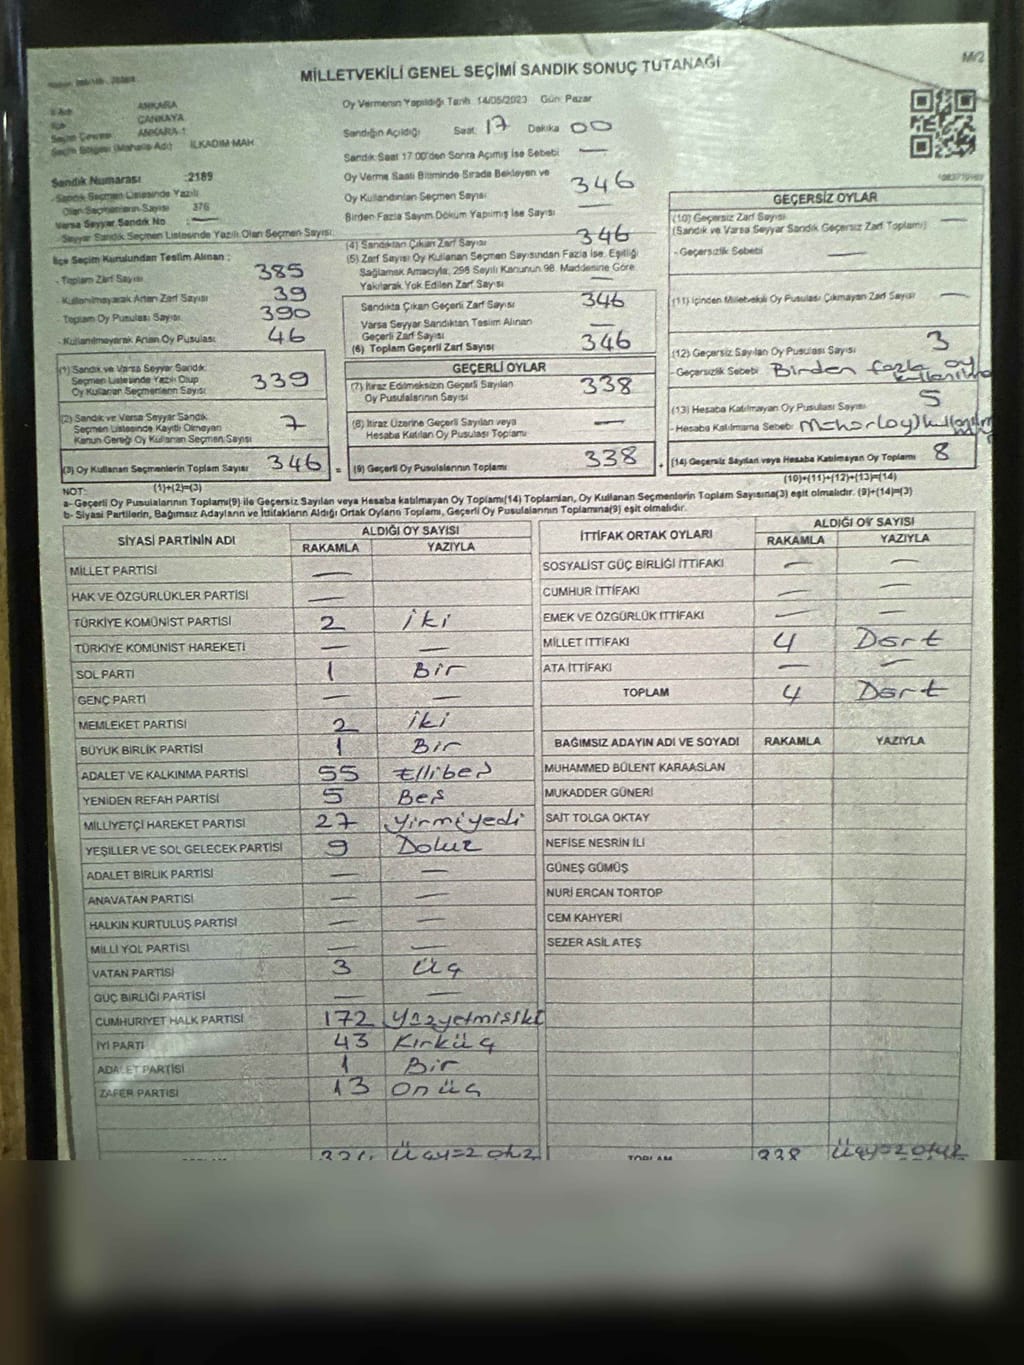 MİLLETVEKİLİ GENEL SEÇİMİ SANDIK SONUÇ TUTANAĞI
M/2
İli Adı ANKARA
İlçe ÇANKAYA
Seçim Çevresi ANKARA-1
Seçim Bölgesi (Mahalle Adı) İLKADIM MAH
Sandık Numarası :2189
Sandık Seçmen Listesinde Yazılı
Olan Seçmenlerin Sayısı 376
Varsa Seyyar Sandık No —
Seyyar Sandık Seçmen Listesinde Yazılı Olan Seçmen Sayısı:
İlçe Seçim Kurulundan Teslim Alınan :
- Toplam Zarf Sayısı 385
- Kullanılmayarak Artan Zarf Sayısı 39
- Toplam Oy Pusulası Sayısı 390
- Kullanılmayarak Artan Oy Pusulası 46
(1) Sandık ve Varsa Seyyar Sandık
Seçmen Listesinde Yazılı Olup
Oy Kullanan Seçmenlerin Sayısı 339
(2) Sandık ve Varsa Seyyar Sandık
Seçmen Listesinde Kayıtlı Olmayan
Kanun Gereği Oy Kullanan Seçmen Sayısı 7
(3) Oy Kullanan Seçmenlerin Toplam Sayısı 346
(1)+(2)=(3)
Oy Vermenin Yapıldığı Tarih 14/05/2023 Gün: Pazar
Sandığın Açıldığı Saat 17 Dakika 00
Sandık Saat 17.00'den Sonra Açılmış İse Sebebi —
Oy Verme Saati Bitiminde Sırada Bekleyen ve
Oy Kullandırılan Seçmen Sayısı 346
Birden Fazla Sayım Döküm Yapılmış İse Sayısı —
(4) Sandıktan Çıkan Zarf Sayısı 346
(5) Zarf Sayısı Oy Kullanan Seçmen Sayısından Fazla İse, Eşitliği
Sağlamak Amacıyla, 298 Sayılı Kanunun 98. Maddesine Göre
Yakılarak Yok Edilen Zarf Sayısı —
Sandıkta Çıkan Geçerli Zarf Sayısı 346
Varsa Seyyar Sandıktan Teslim Alınan
Geçerli Zarf Sayısı —
(6) Toplam Geçerli Zarf Sayısı 346
GEÇERLİ OYLAR
(7) İtiraz Edilmeksizin Geçerli Sayılan
Oy Pusulalarının Sayısı 338
(8) İtiraz Üzerine Geçerli Sayılan veya
Hesaba Katılan Oy Pusulası Toplamı —
= (9) Geçerli Oy Pusulalarının Toplamı 338
GEÇERSİZ OYLAR
(10) Geçersiz Zarf Sayısı —
(Sandık ve Varsa Seyyar Sandık Geçersiz Zarf Toplamı)
- Geçersizlik Sebebi —
(11) İçinden Milletvekili Oy Pusulası Çıkmayan Zarf Sayısı —
(12) Geçersiz Sayılan Oy Pusulası Sayısı 3
- Geçersizlik Sebebi Birden fazla oy
(13) Hesaba Katılmayan Oy Pusulası Sayısı 5
- Hesaba Katılmama Sebebi
+ (14) Geçersiz Sayılan veya Hesaba Katılmayan Oy Toplamı 8
(10)+(11)+(12)+(13)=(14)
NOT:
a- Geçerli Oy Pusulalarının Toplamı(9) ile Geçersiz Sayılan veya Hesaba katılmayan Oy Toplamı(14) Toplamları, Oy Kullanan Seçmenlerin Toplam Sayısına(3) eşit olmalıdır. (9)+(14)=(3)
b- Siyasi Partilerin, Bağımsız Adayların ve İttifakların Aldığı Ortak Oyların Toplamı, Geçerli Oy Pusulalarının Toplamına(9) eşit olmalıdır.
SİYASİ PARTİNİN ADI ALDIĞI OY SAYISI
RAKAMLA YAZIYLA
MİLLET PARTİSİ —
HAK VE ÖZGÜRLÜKLER PARTİSİ —
TÜRKİYE KOMÜNİST PARTİSİ 2 iki
TÜRKİYE KOMÜNİST HAREKETİ — —
SOL PARTİ 1 Bir
GENÇ PARTİ — —
MEMLEKET PARTİSİ 2 iki
BÜYÜK BİRLİK PARTİSİ 1 Bir
ADALET VE KALKINMA PARTİSİ 55 Ellibeş
YENİDEN REFAH PARTİSİ 5 Beş
MİLLİYETÇİ HAREKET PARTİSİ 27 yirmiyedi
YEŞİLLER VE SOL GELECEK PARTİSİ 9 Dokuz
ADALET BİRLİK PARTİSİ — —
ANAVATAN PARTİSİ — —
HALKIN KURTULUŞ PARTİSİ — —
MİLLİ YOL PARTİSİ — —
VATAN PARTİSİ 3 üç
GÜÇ BİRLİĞİ PARTİSİ — —
CUMHURİYET HALK PARTİSİ 172 yüzyetmişiki
İYİ PARTİ 43 Kırküç
ADALET PARTİSİ 1 Bir
ZAFER PARTİSİ 13 onüç
İTTİFAK ORTAK OYLARI ALDIĞI OY SAYISI
RAKAMLA YAZIYLA
SOSYALİST GÜÇ BİRLİĞİ İTTİFAKI — —
CUMHUR İTTİFAKI — —
EMEK VE ÖZGÜRLÜK İTTİFAKI — —
MİLLET İTTİFAKI 4 Dört
ATA İTTİFAKI — —
TOPLAM 4 Dört
BAĞIMSIZ ADAYIN ADI VE SOYADI RAKAMLA YAZIYLA
MUHAMMED BÜLENT KARAASLAN
MUKADDER GÜNERİ
SAİT TOLGA OKTAY
NEFİSE NESRİN İLİ
GÜNEŞ GÜMÜŞ
NURİ ERCAN TORTOP
CEM KAHYERİ
SEZER ASİL ATEŞ
TOPLAM 338